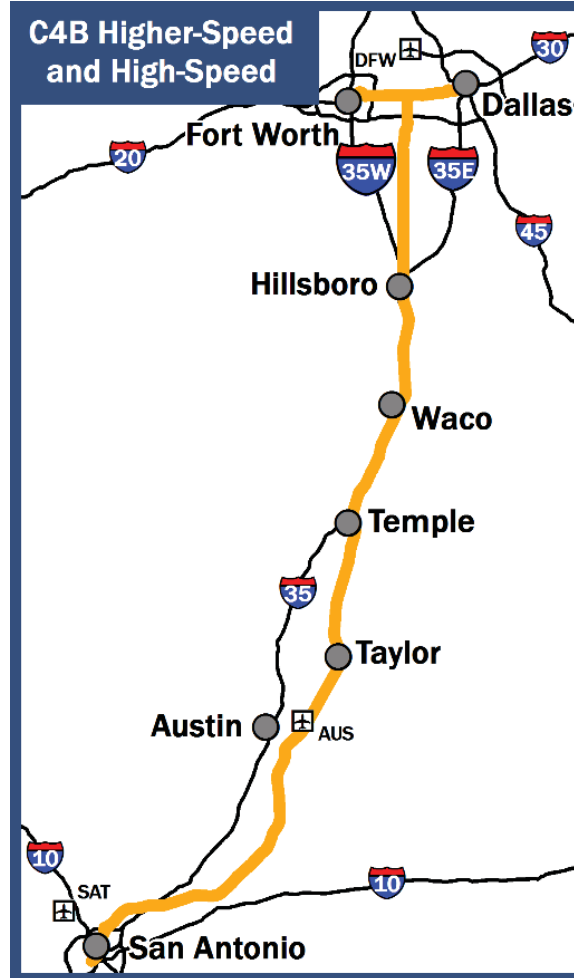 C4B Higher-Speed
and High-Speed
DFW
30
Dallas
Fort Worth
20
35W
35E
45
Hillsboro
Waco
Temple
35
Taylor
Austin
AUS
10
SAT
10
San Antonio